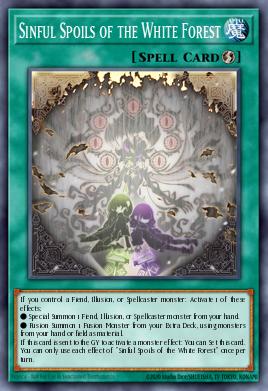 SINFUL SPOILS OF THE WHITE FOREST
魔
[SPELL CARD]
If you control a Fiend, Illusion, or Spellcaster monster: Activate 1 of these
effects;
● Special Summon 1 Fiend, Illusion, or Spellcaster monster from your hand.
● Fusion Summon 1 Fusion Monster from your Extra Deck, using monsters
from your hand or field as material.
If this card is sent to the GY to activate a monster effect: You can Set this card.
You can only use each effect of "Sinful Spoils of the White Forest" once per
turn.